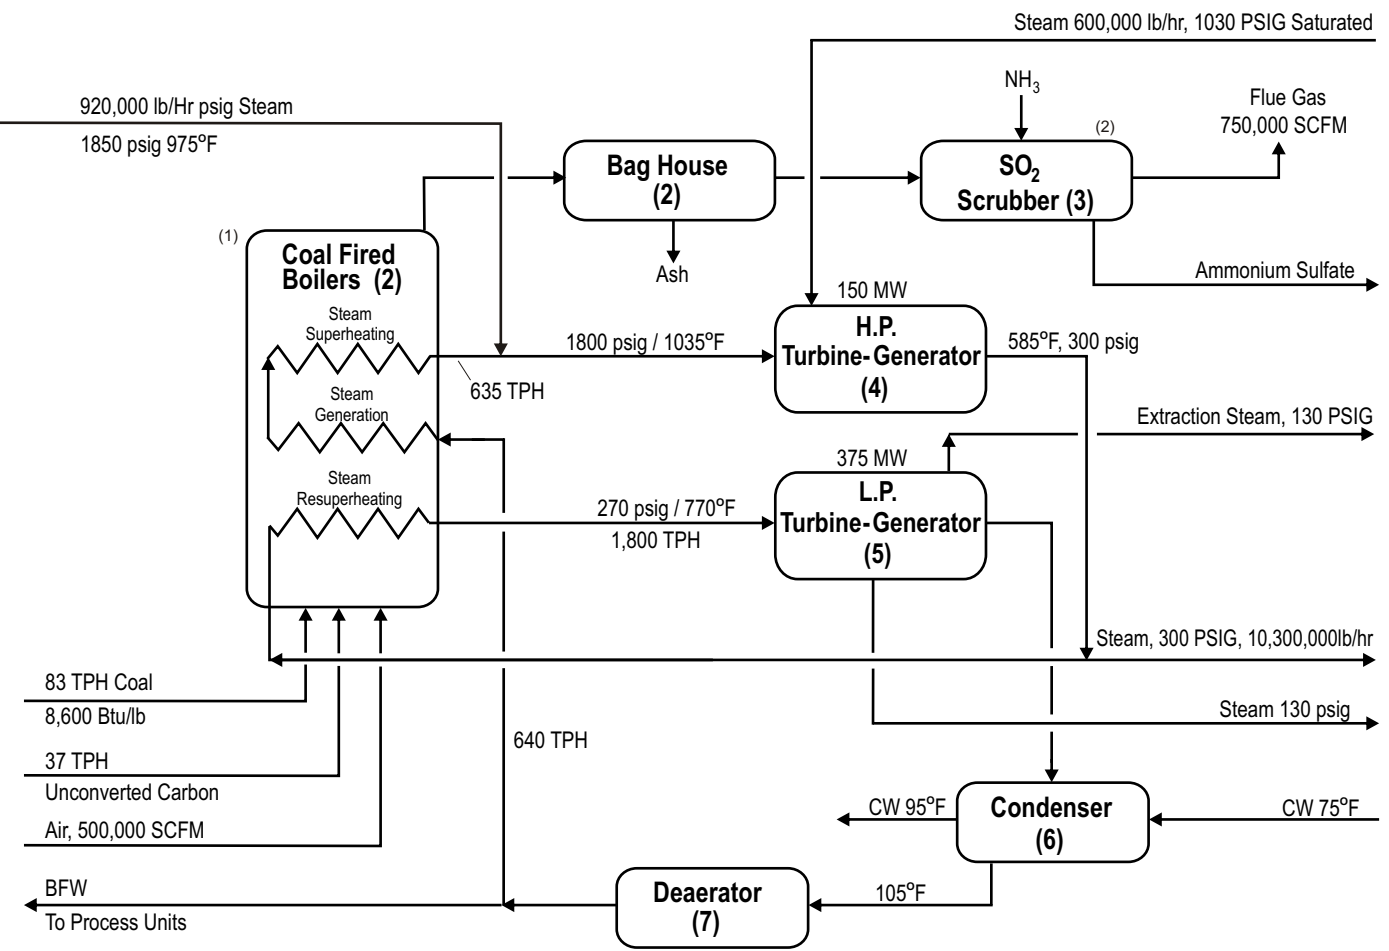 Steam 600,000 lb/hr, 1030 PSIG Saturated
920,000 lb/Hr psig Steam
1850 psig 975°F
NH3
Flue Gas
750,000 SCFM
(2)
Bag House
(2)
SO2
Scrubber (3)
Ash
Ammonium Sulfate
(1)
Coal Fired
Boilers (2)
Steam
Superheating
Steam
Generation
Steam
Resuperheating
150 MW
H.P.
Turbine-Generator
(4)
1800 psig / 1035°F
635 TPH
585°F, 300 psig
Extraction Steam, 130 PSIG
375 MW
L.P.
Turbine-Generator
(5)
270 psig / 770°F
1,800 TPH
Steam, 300 PSIG, 10,300,000lb/hr
83 TPH Coal
8,600 Btu/lb
Steam 130 psig
640 TPH
37 TPH
Unconverted Carbon
Air, 500,000 SCFM
CW 95°F
Condenser
(6)
CW 75°F
BFW
To Process Units
Deaerator
(7)
105°F